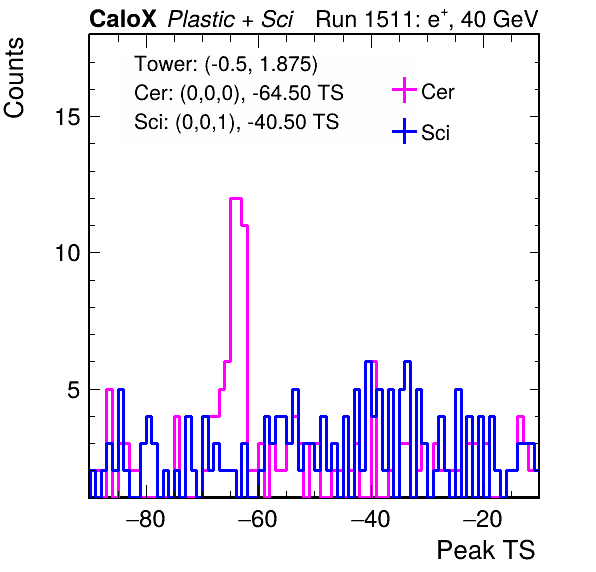 CaloX Plastic + Sci Run 1511: e+, 40 GeV
Tower: (-0.5, 1.875)
Cer: (0,0,0), -64.50 TS
Sci: (0,0,1), -40.50 TS
Cer
Sci
Counts
15
10
5
−80 −60 −40 −20
Peak TS